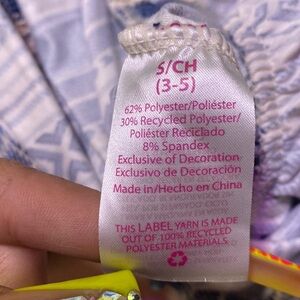 S/CH
(3-5)
62% Polyester/Poliéster
30% Recycled Polyester/
Poliéster Reciclado
8% Spandex
Exclusive of Decoration
Exclusivo de Decoración
Made in/Hecho en China
THIS LABEL YARN IS MADE
OUT OF 100% RECYCLED
POLYESTER MATERIALS.